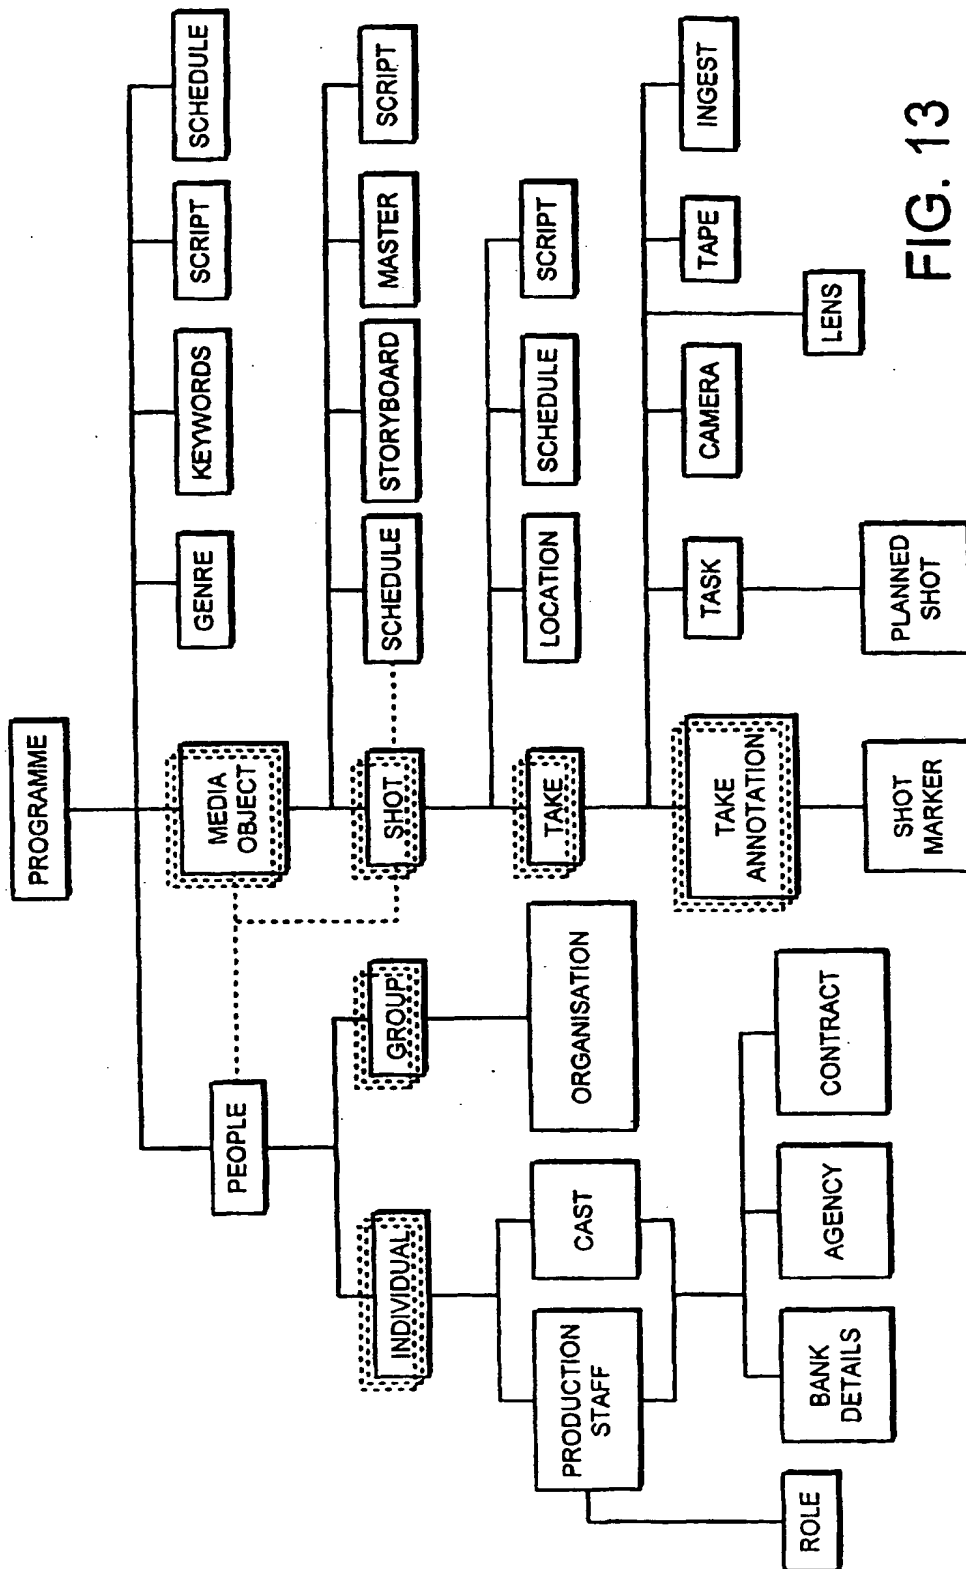 PROGRAMME
PEOPLE
MEDIA
OBJECT
GENRE
KEYWORDS
SCRIPT
SCHEDULE
INDIVIDUAL
GROUP
SHOT
SCHEDULE
STORYBOARD
MASTER
SCRIPT
PRODUCTION
STAFF
CAST
ORGANISATION
TAKE
LOCATION
SCHEDULE
SCRIPT
TAKE
ANNOTATION
TASK
CAMERA
TAPE
INGEST
ROLE
BANK
DETAILS
AGENCY
CONTRACT
LENS
SHOT
MARKER
PLANNED
SHOT
FIG. 13